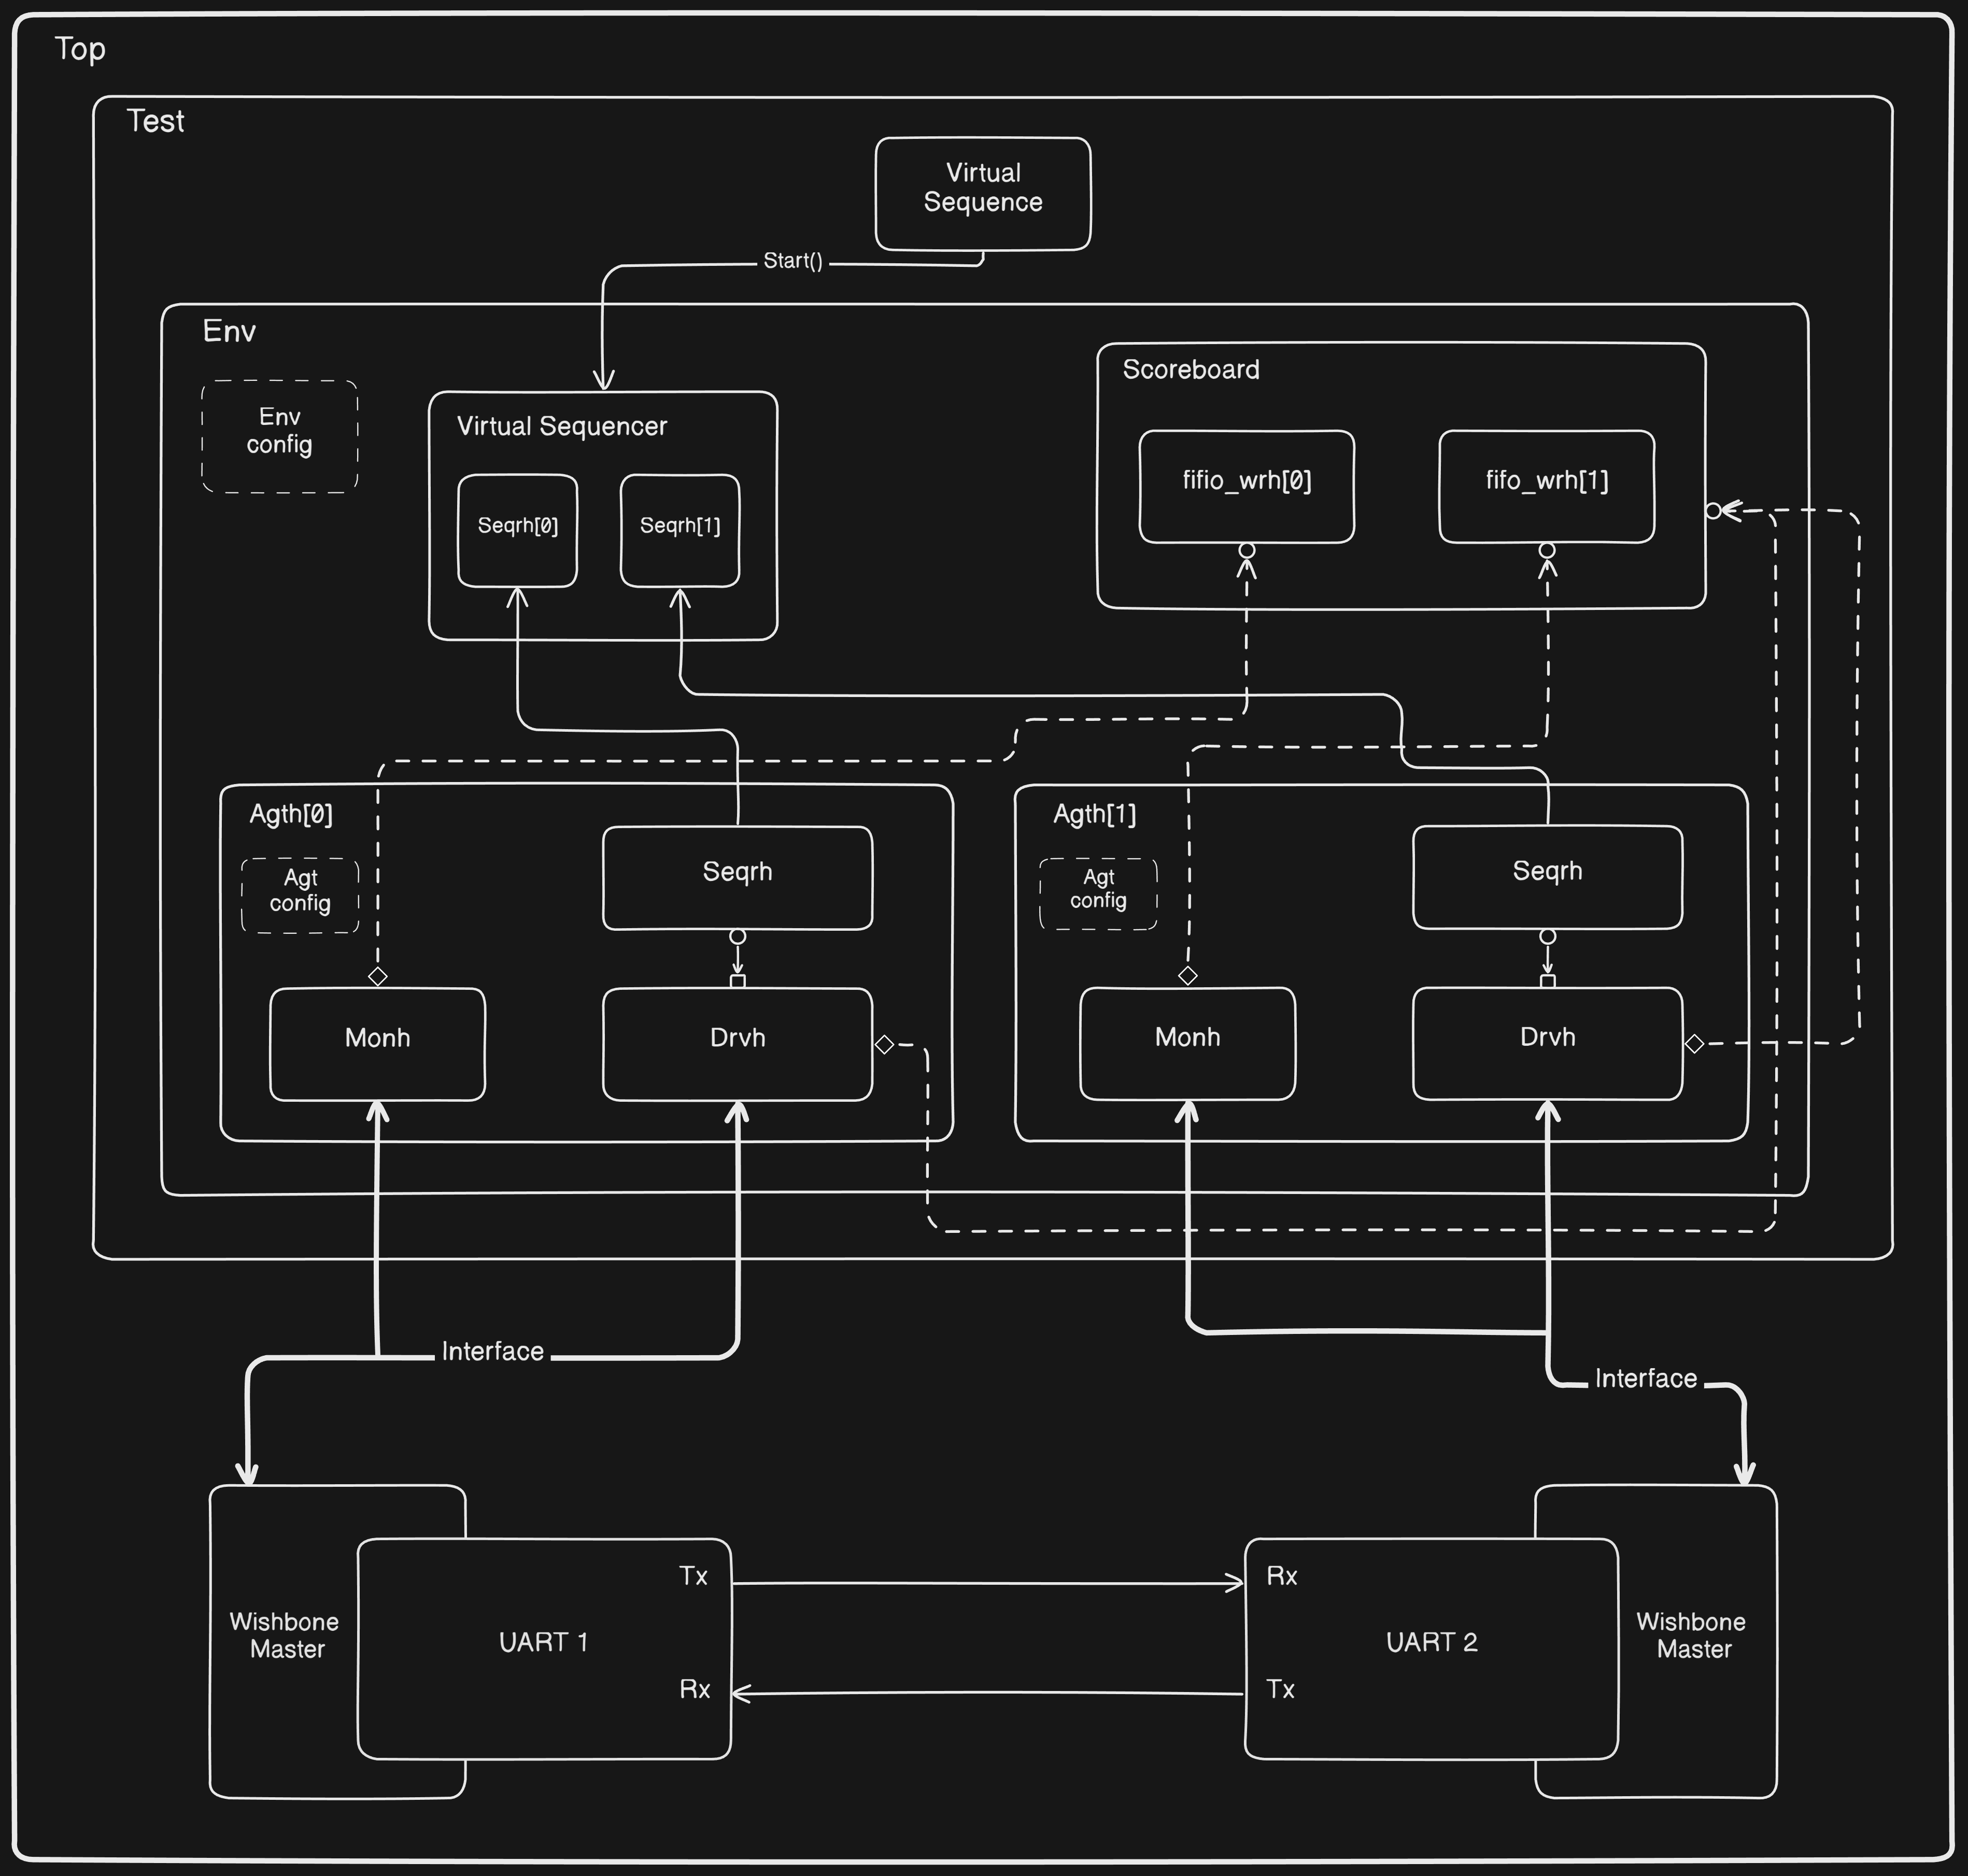 Top
Test
Virtual
Sequence
Start()
Env
Env
config
Virtual Sequencer
Seqrh[0]
Seqrh[1]
Scoreboard
fifio_wrh[0]
fifo_wrh[1]
Agth[0]
Agt
config
Seqrh
Monh
Drvh
Agth[1]
Agt
config
Seqrh
Monh
Drvh
Interface
Interface
Wishbone
Master
UART 1
Tx
Rx
Rx
Tx
UART 2
Wishbone
Master